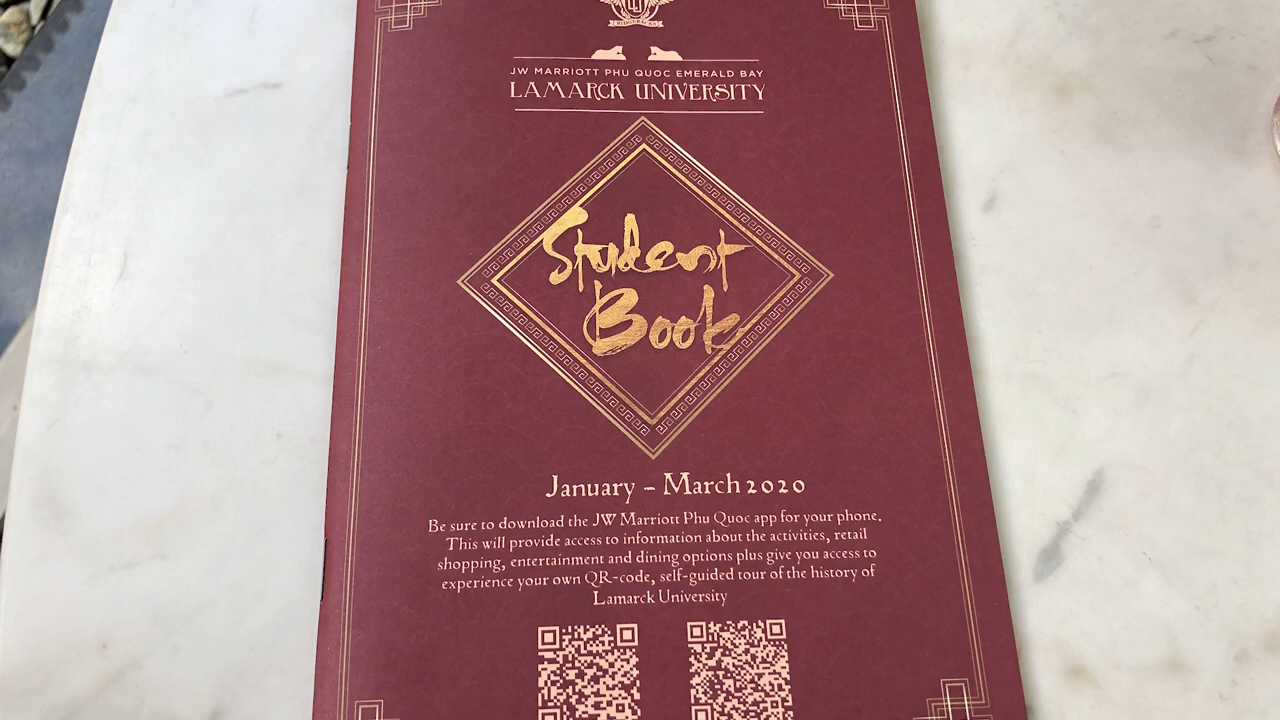 RIDGEBACKS
JW MARRIOTT PHU QUOC EMERALD BAY
LAMARCK UNIVERSITY
Student
Book
January - March 2020
Be sure to download the JW Marriott Phu Quoc app for your phone.
This will provide access to information about the activities, retail
shopping, entertainment and dining options plus give you access to
experience your own QR-code, self-guided tour of the history of
Lamarck University